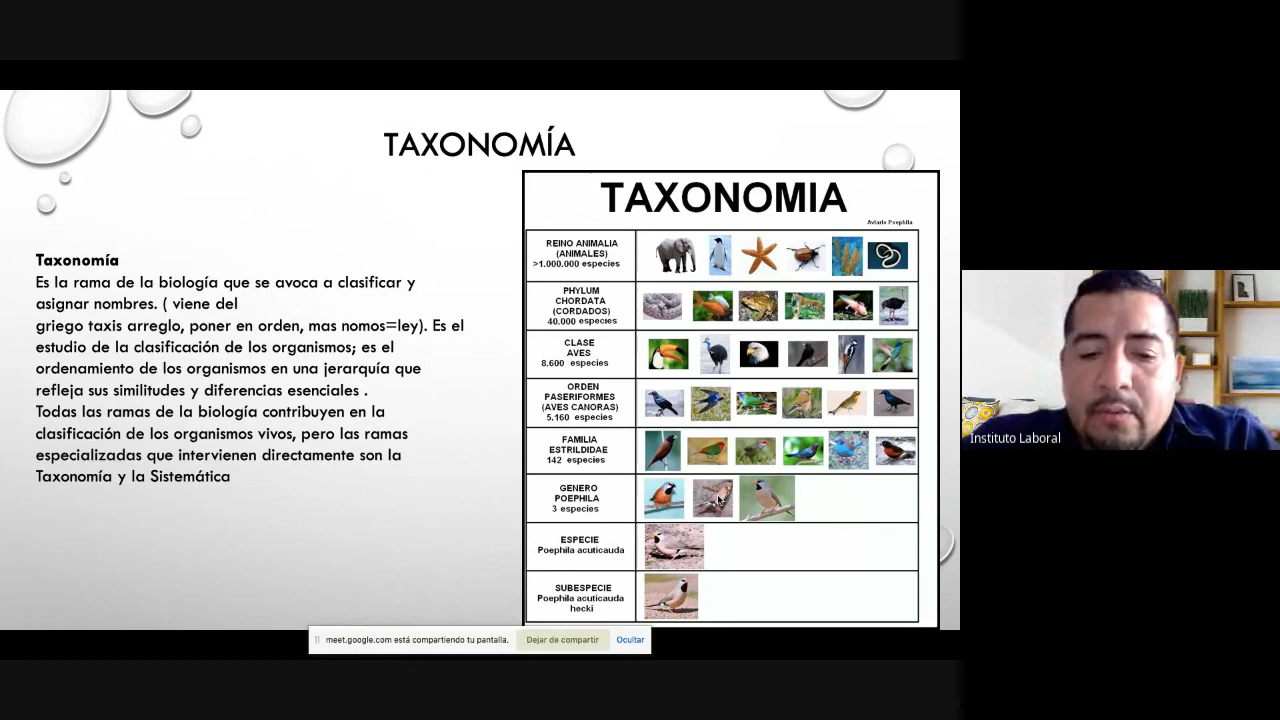 TAXONOMÍA
Taxonomía
Es la rama de la biología que se avoca a clasificar y
asignar nombres. ( viene del
griego taxis arreglo, poner en orden, mas nomos=ley). Es el
estudio de la clasificación de los organismos; es el
ordenamiento de los organismos en una jerarquía que
refleja sus similitudes y diferencias esenciales .
Todas las ramas de la biología contribuyen en la
clasificación de los organismos vivos, pero las ramas
especializadas que intervienen directamente son la
Taxonomía y la Sistemática
TAXONOMIA
Aviario Poephila
REINO ANIMALIA
(ANIMALES)
>1.000.000 especies
PHYLUM
CHORDATA
(CORDADOS)
40.000 especies
CLASE
AVES
8.600 especies
ORDEN
PASERIFORMES
(AVES CANORAS)
5.160 especies
FAMILIA
ESTRILDIDAE
142 especies
GENERO
POEPHILA
3 especies
ESPECIE
Poephila acuticauda
SUBESPECIE
Poephila acuticauda
hecki
meet.google.com está compartiendo tu pantalla.
Dejar de compartir
Ocultar
Instituto Laboral